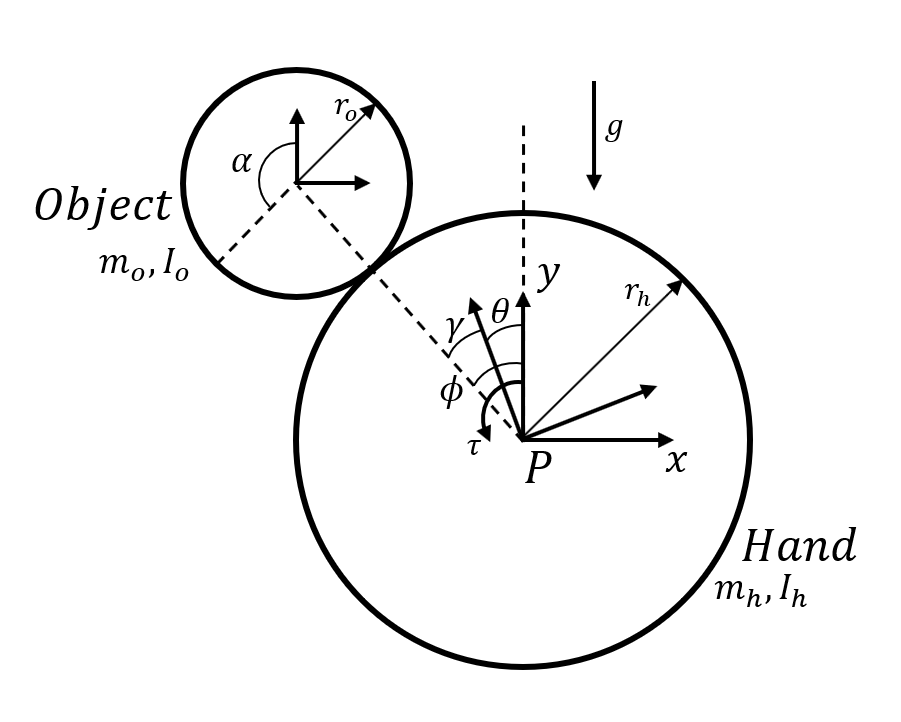 r_o
g
α
Object
m_o, I_o
y
r_h
θ
γ
ϕ
τ
P
x
Hand
m_h, I_h